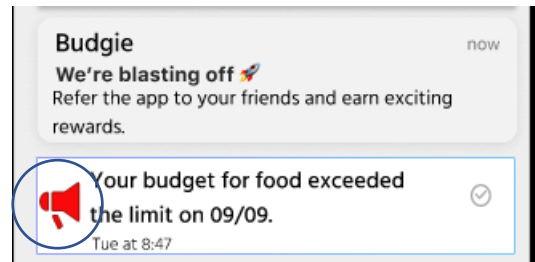 Budgie now
We're blasting off 🚀
Refer the app to your friends and earn exciting
rewards.
Your budget for food exceeded
the limit on 09/09.
Tue at 8:47